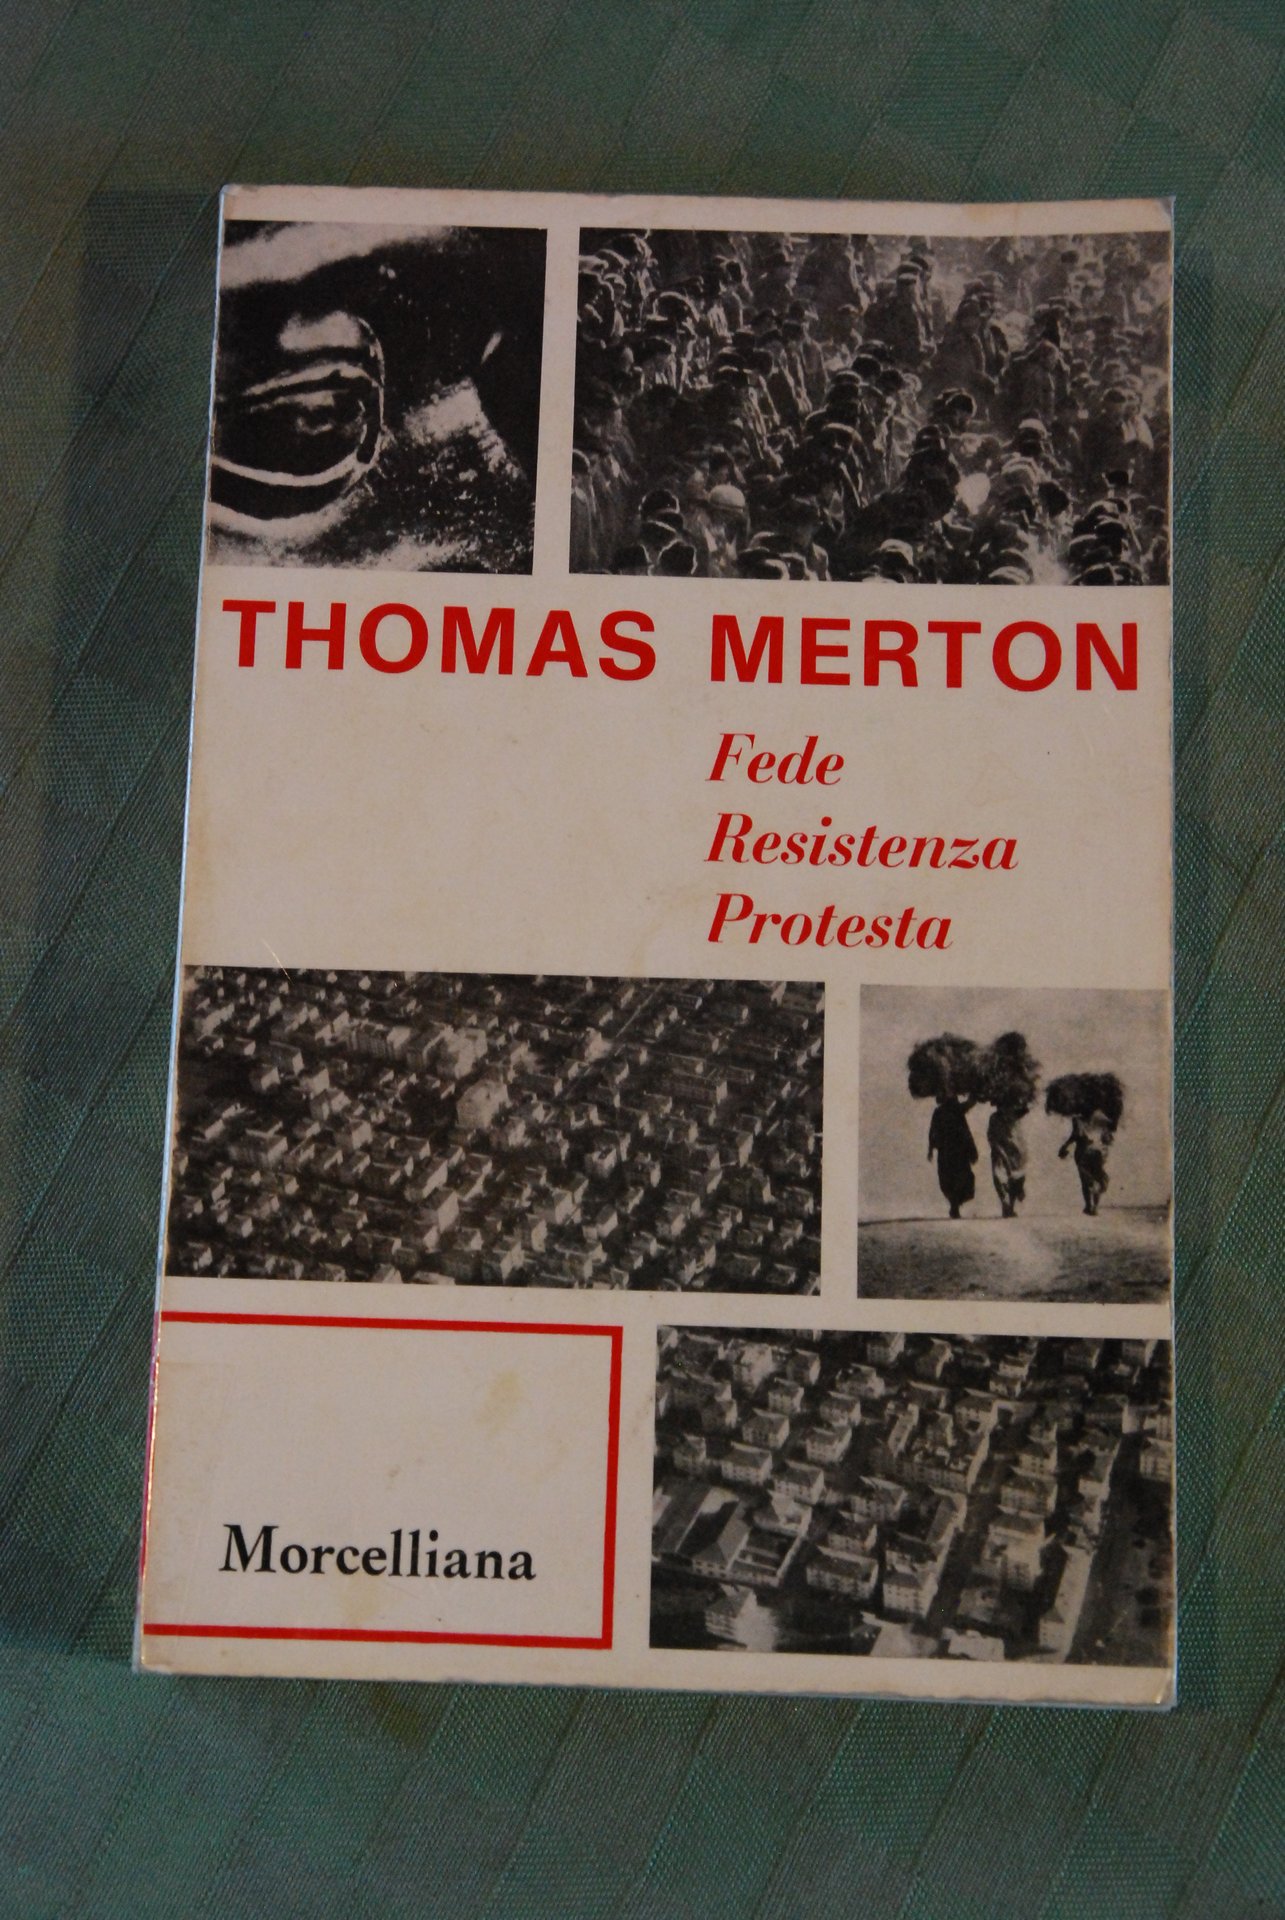 THOMAS MERTON
Fede
Resistenza
Protesta
Morcelliana